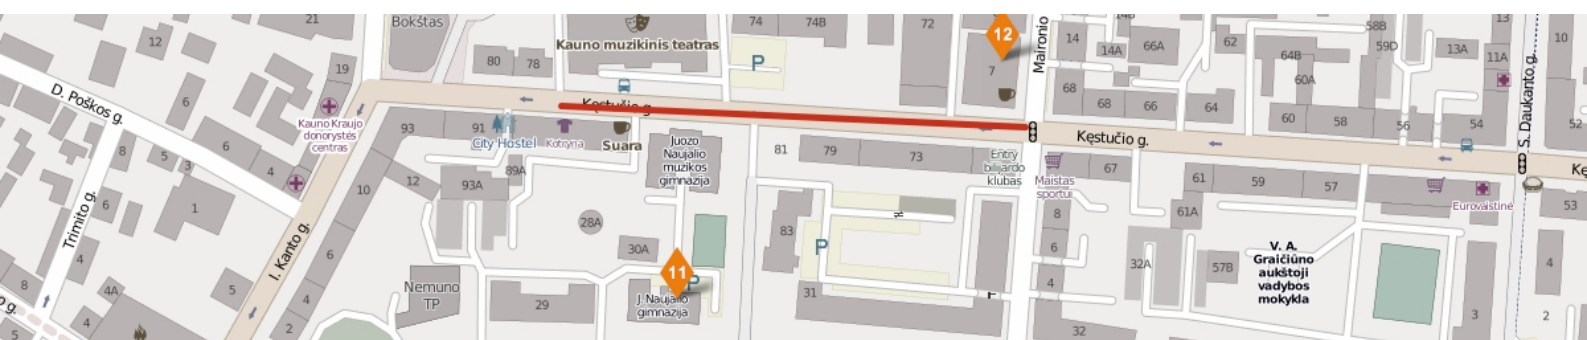 21
Bokštas
74
74B
72
12
Maironio
14
14B
14A
66A
62
58B
59D
64B
60A
13
13A
11A
10
12
19
80
78
Kauno muzikinis teatras
P
7
D. Poškos g.
6
Kauno Kraujo
donorystės
centras
Kęstučio g.
68
68
66
64
60
58
56
54
52
S. Daukanto g.
93
91
City Hostel
Kotryna
Suara
Juozo
Naujalio
muzikos
gimnazija
81
79
73
Entry
biliardo
klubas
Kęstučio g.
Maistas
sportui
67
61
59
57
Eurovaistinė
53
8
5
3
6
4
10
12
93A
89A
Trimito g.
6
1
28A
30A
83
P
8
6
4
61A
32A
57B
V. A.
Graičiūno
aukštoji
vadybos
mokykla
4
I. Kanto g.
6
4
2
5
4
4A
4
8
5
o g.
Nemuno
TP
29
11
P
J. Naujalio
gimnazija
31
32
3
2